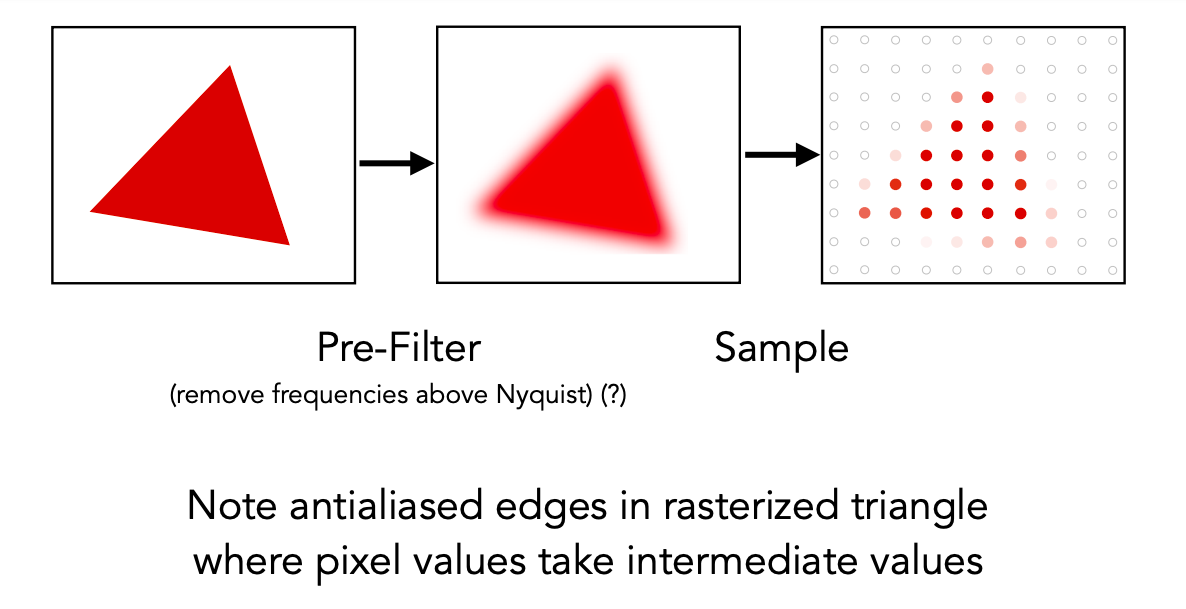 Pre-Filter
Sample
(remove frequencies above Nyquist) (?)
Note antialiased edges in rasterized triangle
where pixel values take intermediate values